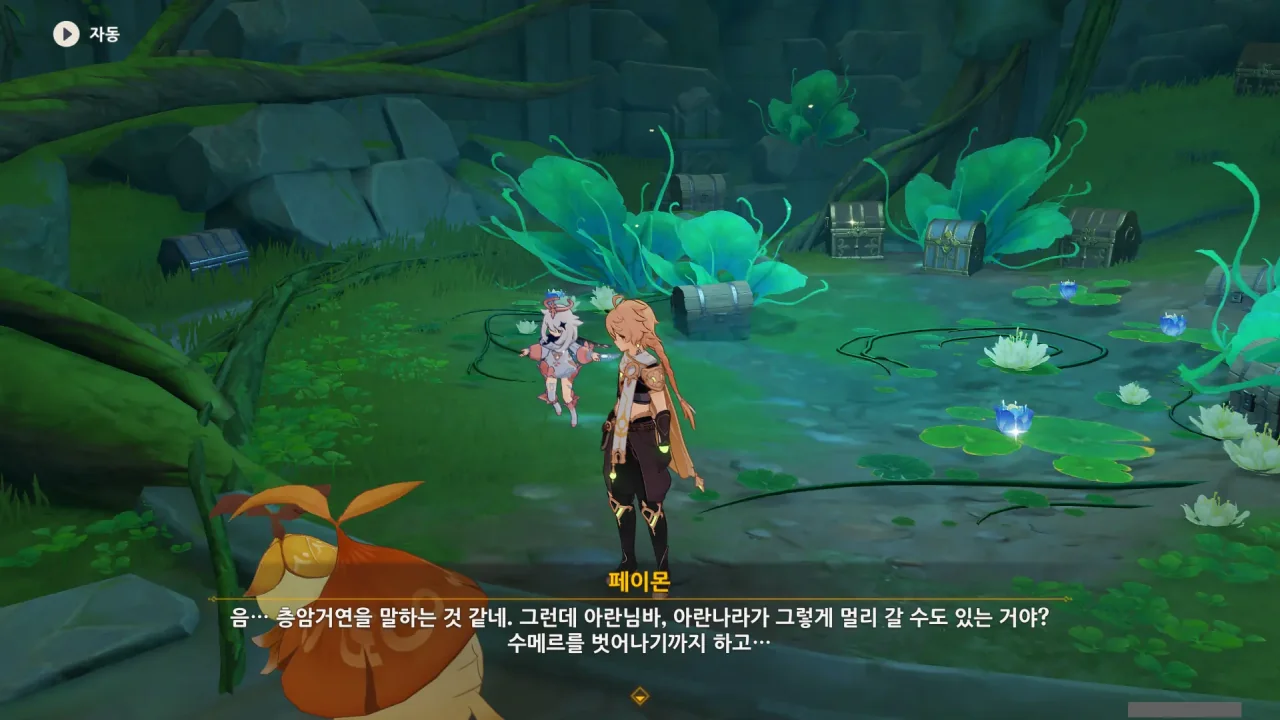 자동
페이몬
음… 층암거연을 말하는 것 같네. 그런데 아란님바, 아란나라가 그렇게 멀리 갈 수도 있는 거야?
수메르를 벗어나기까지 하고…